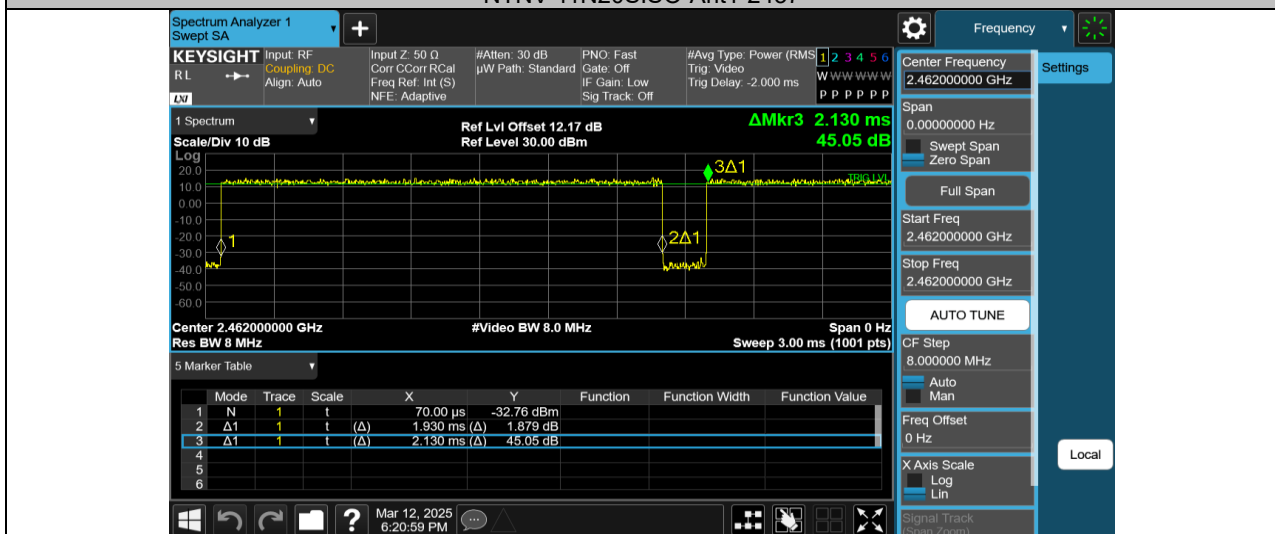 Spectrum Analyzer 1
Swept SA
Frequency
KEYSIGHT
RL
LXI
Input: RF
Coupling: DC
Align: Auto
Input Z: 50 Ω
Corr CCorr RCal
Freq Ref: Int (S)
NFE: Adaptive
#Atten: 30 dB
µW Path: Standard
PNO: Fast
Gate: Off
IF Gain: Low
Sig Track: Off
#Avg Type: Power (RMS
Trig: Video
Trig Delay: -2.000 ms
1 2 3 4 5 6
W W W W W W
P P P P P P
1 Spectrum
Scale/Div 10 dB
Ref Lvl Offset 12.17 dB
Ref Level 30.00 dBm
ΔMkr3 2.130 ms
45.05 dB
Log
20.0
10.0
0.00
-10.0
-20.0
-30.0
-40.0
-50.0
-60.0
1
2Δ1
3Δ1
TRIG LVL
Center 2.462000000 GHz
Res BW 8 MHz
#Video BW 8.0 MHz
Span 0 Hz
Sweep 3.00 ms (1001 pts)
5 Marker Table
Mode Trace Scale X Y Function Function Width Function Value
1 N 1 t 70.00 µs -32.76 dBm
2 Δ1 1 t (Δ) 1.930 ms (Δ) 1.879 dB
3 Δ1 1 t (Δ) 2.130 ms (Δ) 45.05 dB
4
5
6
Mar 12, 2025
6:20:59 PM
Center Frequency
2.462000000 GHz
Settings
Span
0.00000000 Hz
Swept Span
Zero Span
Full Span
Start Freq
2.462000000 GHz
Stop Freq
2.462000000 GHz
AUTO TUNE
CF Step
8.000000 MHz
Auto
Man
Freq Offset
0 Hz
X Axis Scale
Log
Lin
Signal Track
(Span Zoom)
Local